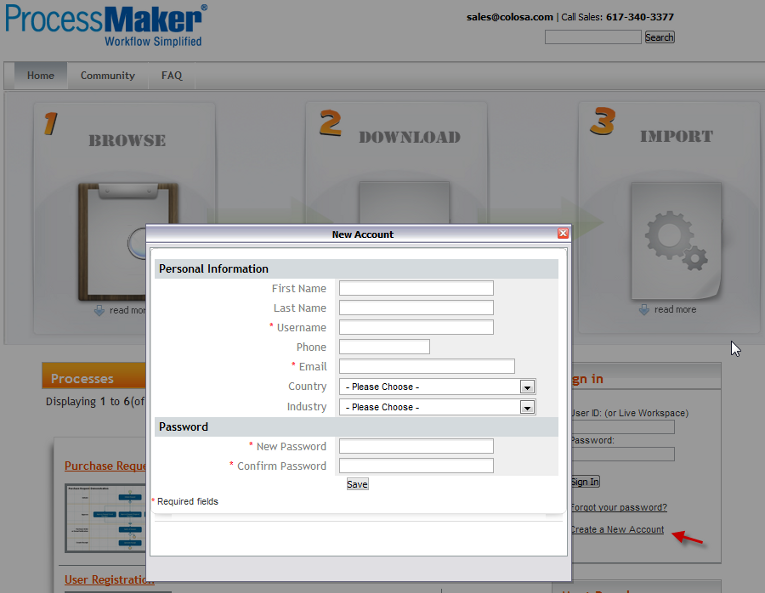 ProcessMaker®
Workflow Simplified
sales@colosa.com | Call Sales: 617-340-3377
Search
Home Community FAQ
1 BROWSE
2 DOWNLOAD
3 IMPORT
read more
New Account
Personal Information
First Name
Last Name
* Username
Phone
* Email
Country - Please Choose -
Industry - Please Choose -
Password
* New Password
* Confirm Password
Save
* Required fields
read more
Processes
Displaying 1 to 6(of
Purchase Reque
User Registration
gn in
User ID: (or Live Workspace)
Password:
Sign In
Forgot your password?
Create a New Account